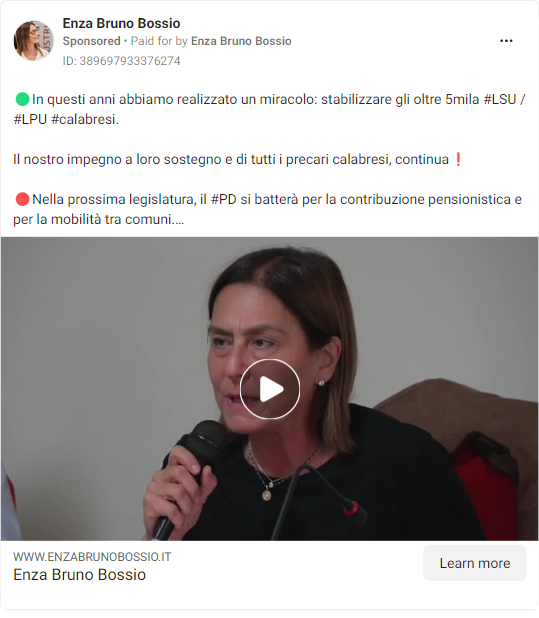 Enza Bruno Bossio
Sponsored • Paid for by Enza Bruno Bossio
ID: 389697933376274
🟢In questi anni abbiamo realizzato un miracolo: stabilizzare gli oltre 5mila #LSU /
#LPU #calabresi.
Il nostro impegno a loro sostegno e di tutti i precari calabresi, continua❗
🔴Nella prossima legislatura, il #PD si batterà per la contribuzione pensionistica e
per la mobilità tra comuni....
WWW.ENZABRUNOBOSSIO.IT
Enza Bruno Bossio
Learn more